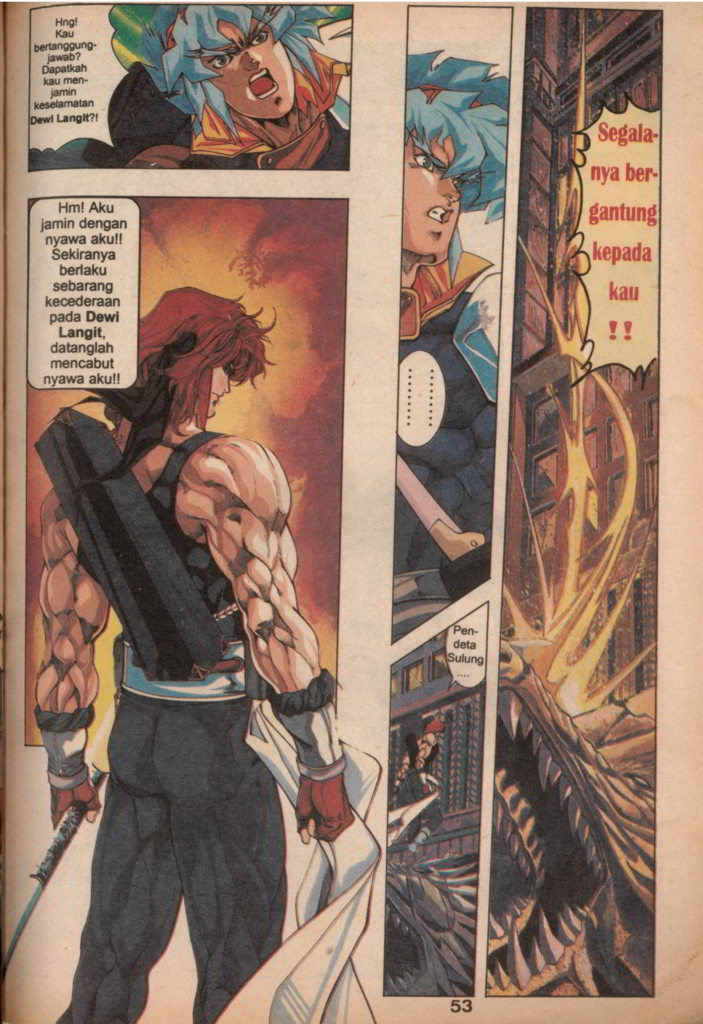 Hng!
Kau
bertanggung-
jawab?
Dapatkah
kau men-
jamin
keselamatan
Dewi Langit?!
Hm! Aku
jamin dengan
nyawa aku!!
Sekiranya
berlaku
sebarang
kecederaan
pada Dewi
Langit,
datanglah
mencabut
nyawa aku!!
.......
.......
Pen-
deta
Sulung
....
Segala-
nya ber-
gantung
kepada
kau
!!
53